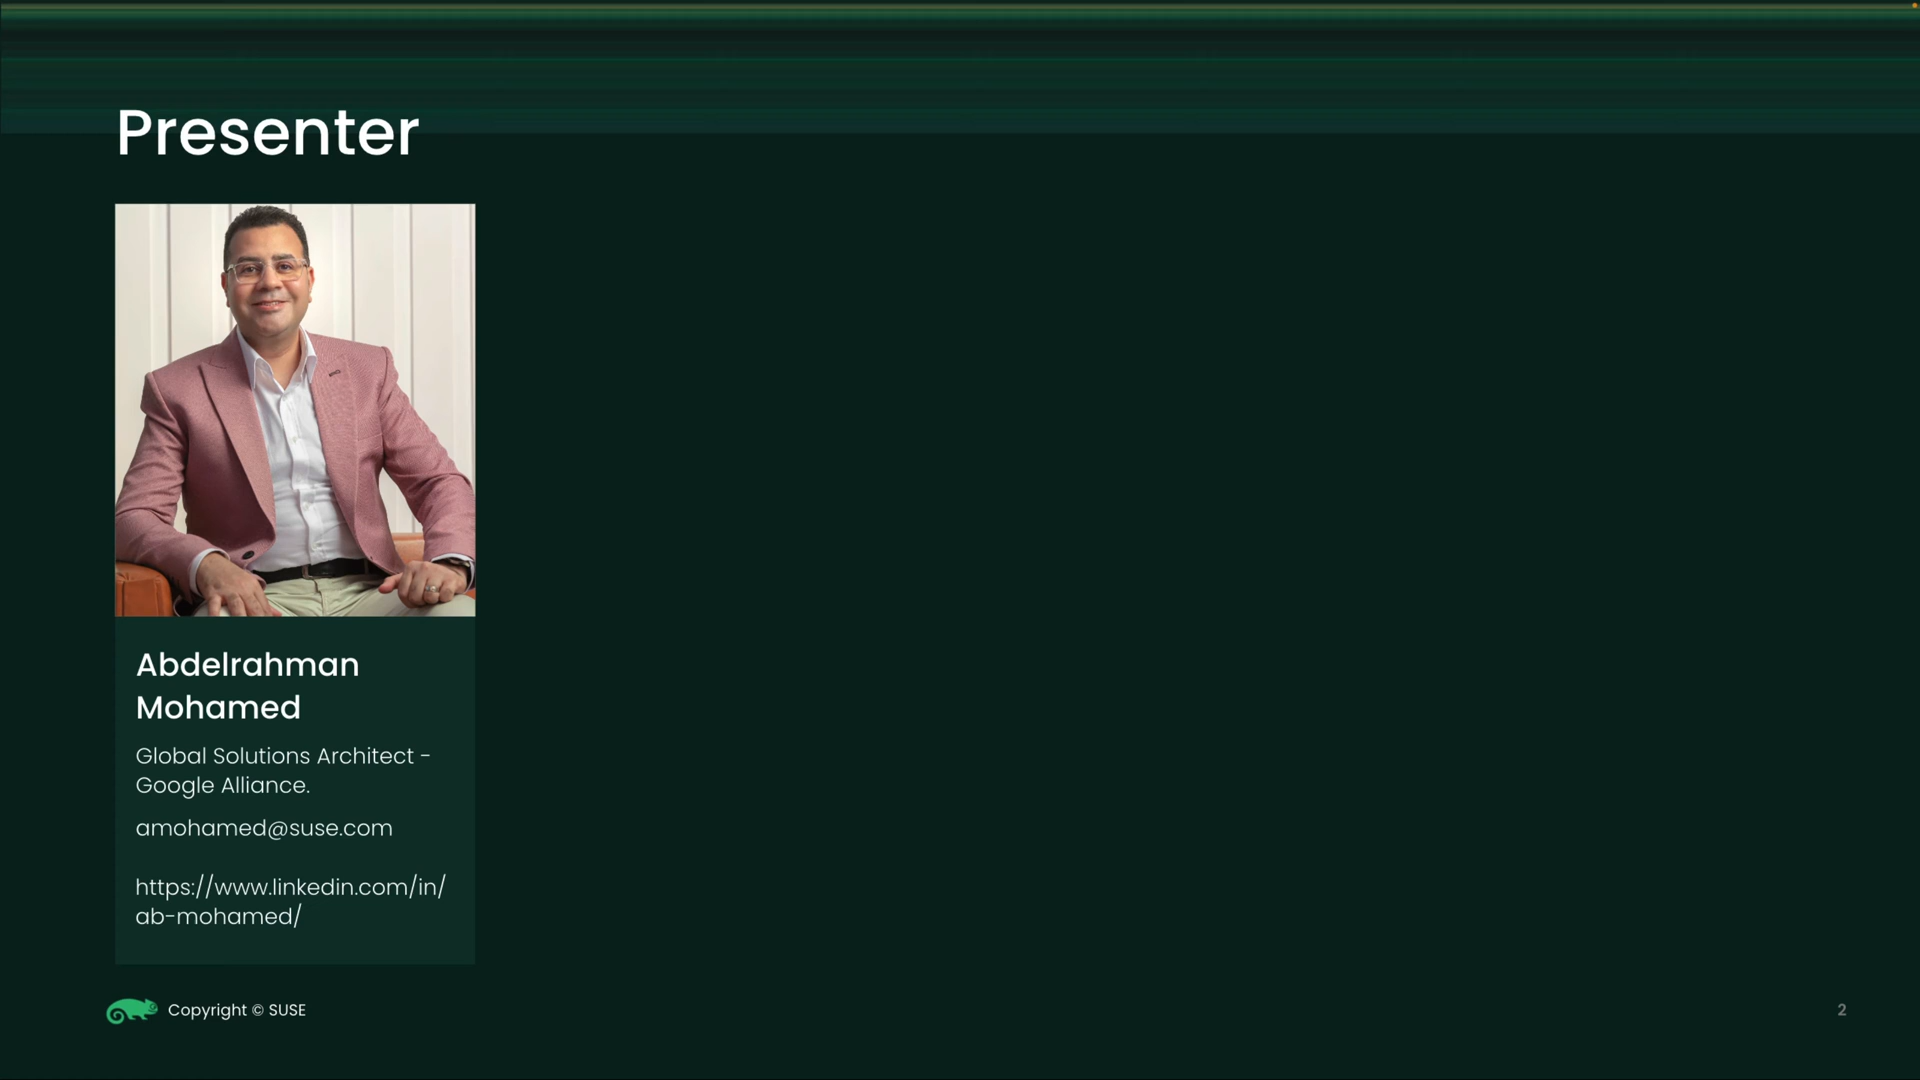 Presenter
Abdelrahman
Mohamed
Global Solutions Architect -
Google Alliance.
amohamed@suse.com
https://www.linkedin.com/in/
ab-mohamed/
Copyright © SUSE
2